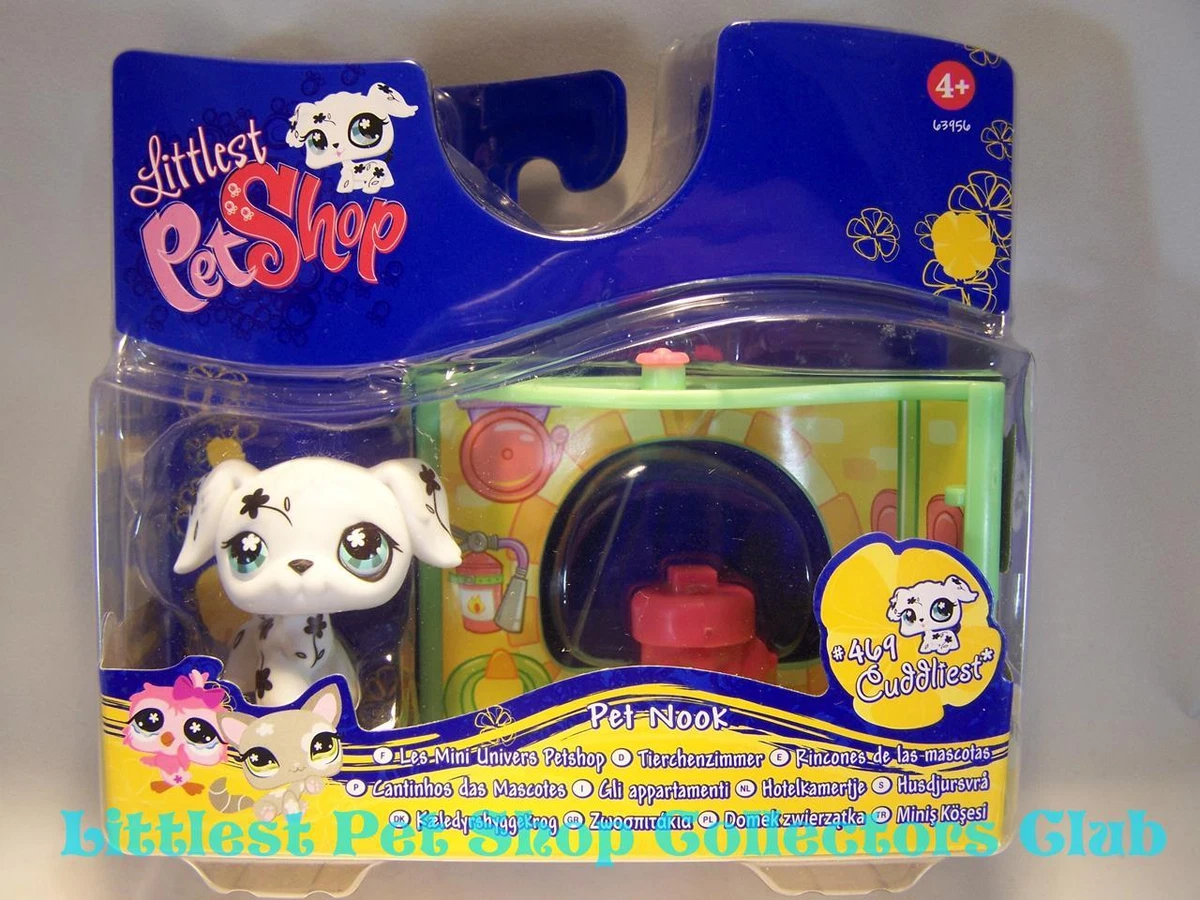 Littlest
PetShop
4+
63956
#469
Cuddliest*
Pet Nook
F Les Mini Univers Petshop D Tierchenzimmer E Rincones de las mascotas
P Cantinhos das Mascotes I Gli appartamenti NL Hotelkamertje S Husdjursvrå
DK Kæledyrshyggekrog GR Ζωοσπιτάκια PL Domek zwierzątka TR Miniş Köşesi
Littlest Pet Shop Collectors Club